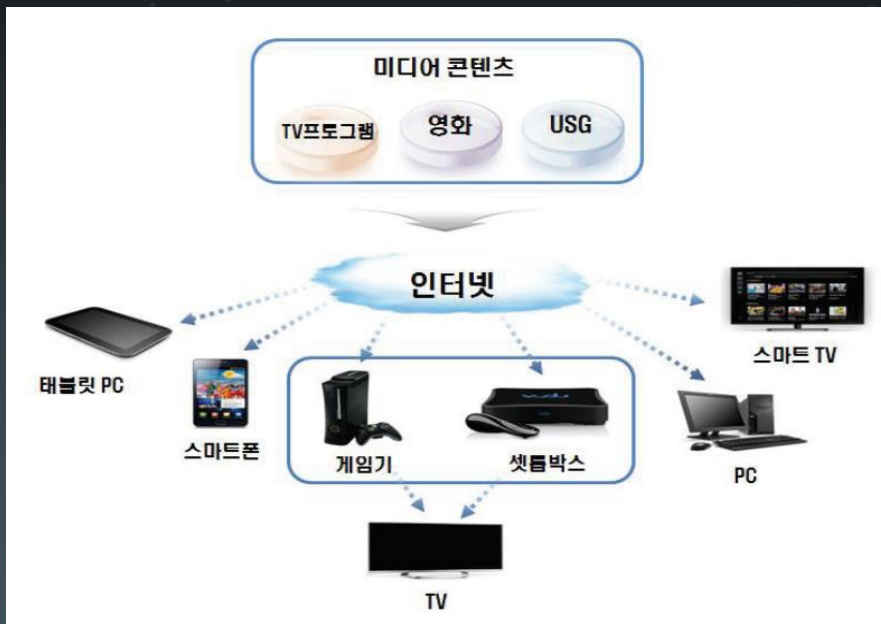 미디어 콘텐츠
TV프로그램
영화
USG
인터넷
태블릿 PC
스마트폰
게임기
셋톱박스
스마트 TV
PC
TV